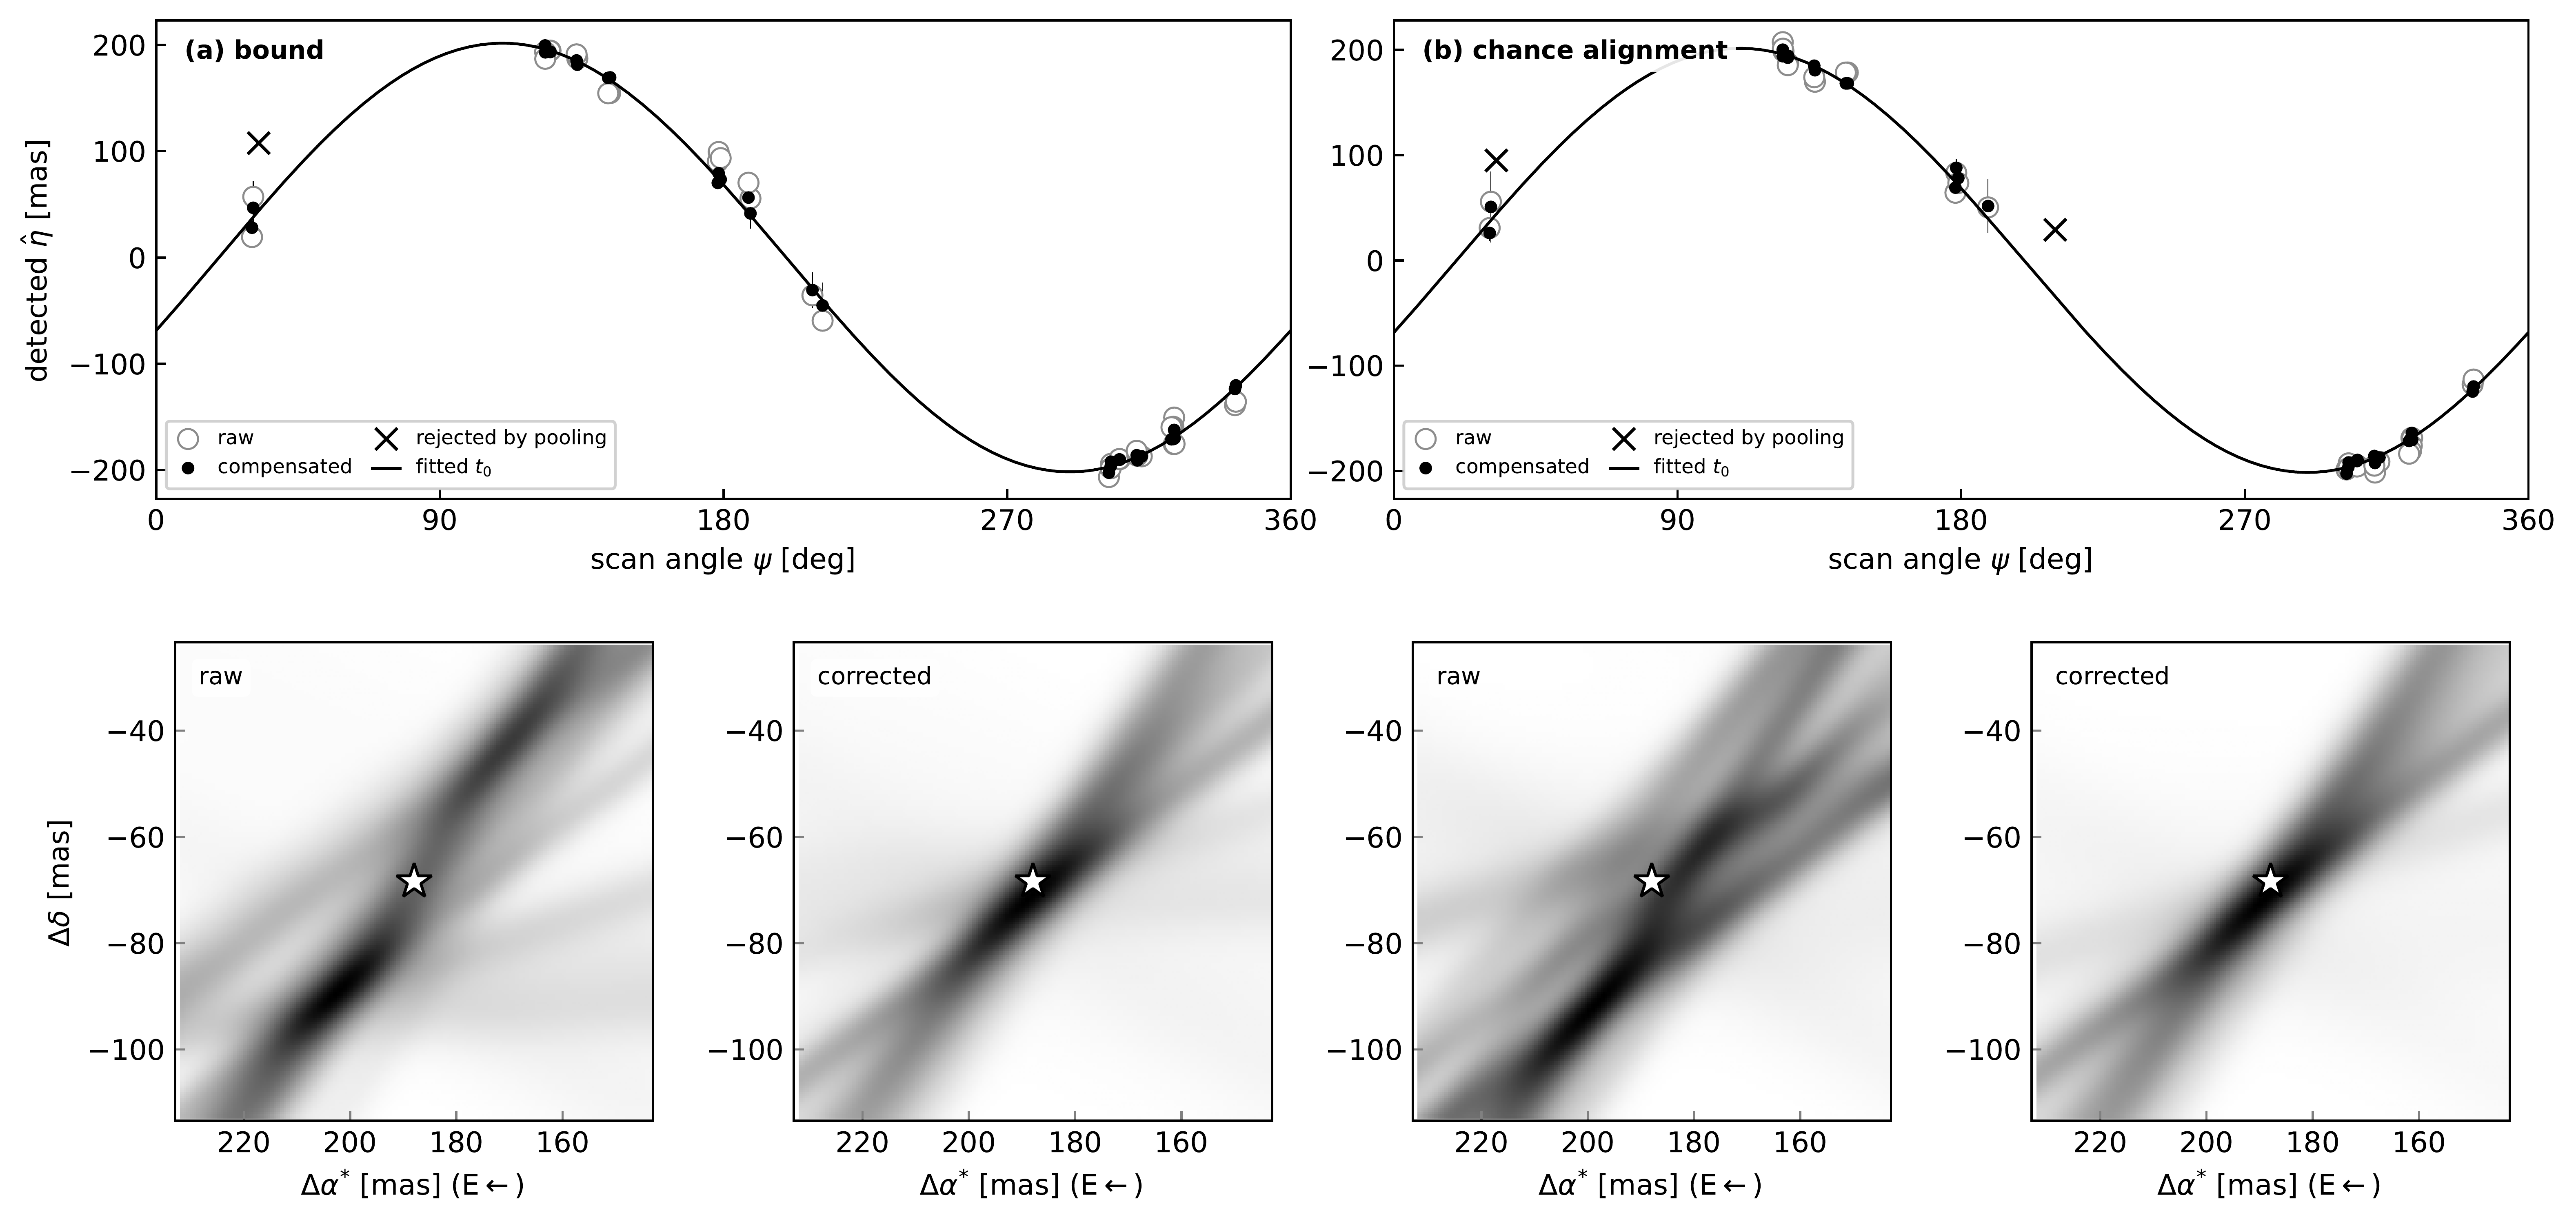 (a) bound
200
100
0
−100
−200
detected η̂ [mas]
raw
rejected by pooling
compensated
fitted t₀
0 90 180 270 360
scan angle ψ [deg]
(b) chance alignment
200
100
0
−100
−200
raw
rejected by pooling
compensated
fitted t₀
0 90 180 270 360
scan angle ψ [deg]
raw
−40
−60
−80
−100
Δδ [mas]
220 200 180 160
Δα* [mas] (E←)
corrected
−40
−60
−80
−100
220 200 180 160
Δα* [mas] (E←)
raw
−40
−60
−80
−100
220 200 180 160
Δα* [mas] (E←)
corrected
−40
−60
−80
−100
220 200 180 160
Δα* [mas] (E←)